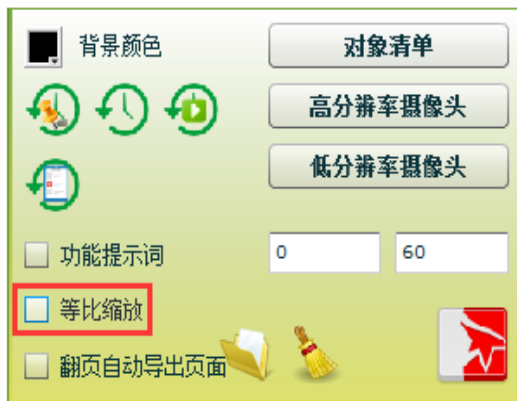 背景颜色
对象清单
高分辨率摄像头
低分辨率摄像头
功能提示词
0
60
等比缩放
翻页自动导出页面